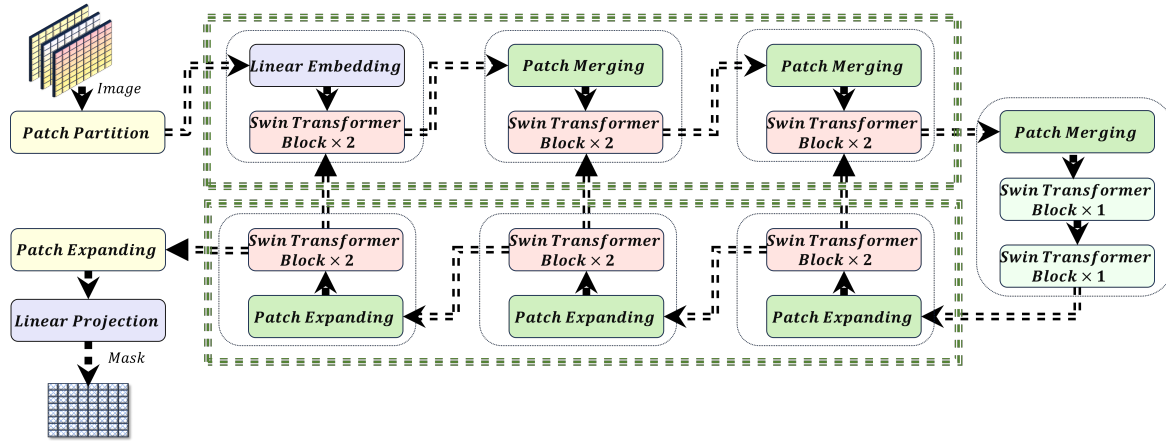 Image
Patch Partition
Linear Embedding
Swin Transformer
Block × 2
Patch Merging
Swin Transformer
Block × 2
Patch Merging
Swin Transformer
Block × 2
Patch Merging
Swin Transformer
Block × 1
Swin Transformer
Block × 1
Swin Transformer
Block × 2
Patch Expanding
Swin Transformer
Block × 2
Patch Expanding
Swin Transformer
Block × 2
Patch Expanding
Patch Expanding
Linear Projection
Mask